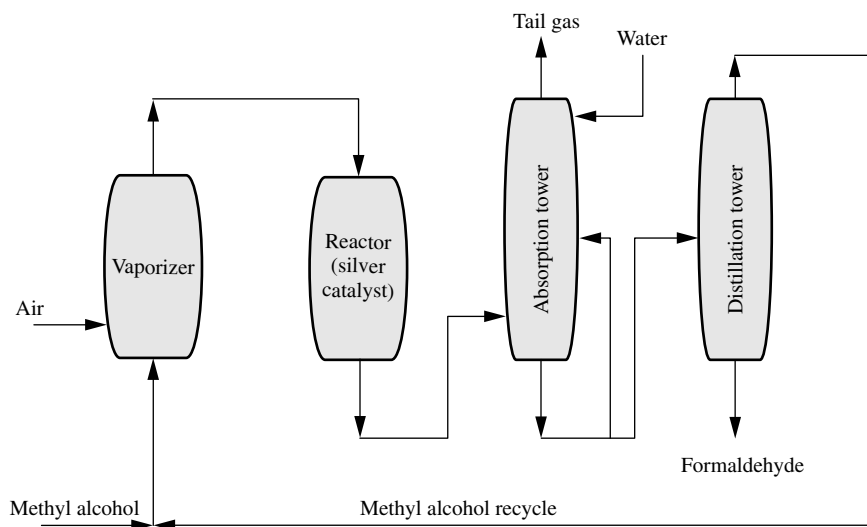 Tail gas
Water
Vaporizer
Reactor
(silver
catalyst)
Absorption tower
Distillation tower
Air
Formaldehyde
Methyl alcohol
Methyl alcohol recycle